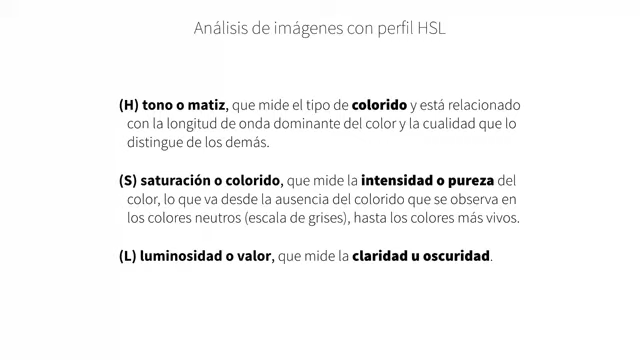 Análisis de imágenes con perfil HSL
(H) tono o matiz, que mide el tipo de colorido y está relacionado
con la longitud de onda dominante del color y la cualidad que lo
distingue de los demás.
(S) saturación o colorido, que mide la intensidad o pureza del
color, lo que va desde la ausencia del colorido que se observa en
los colores neutros (escala de grises), hasta los colores más vivos.
(L) luminosidad o valor, que mide la claridad u oscuridad.